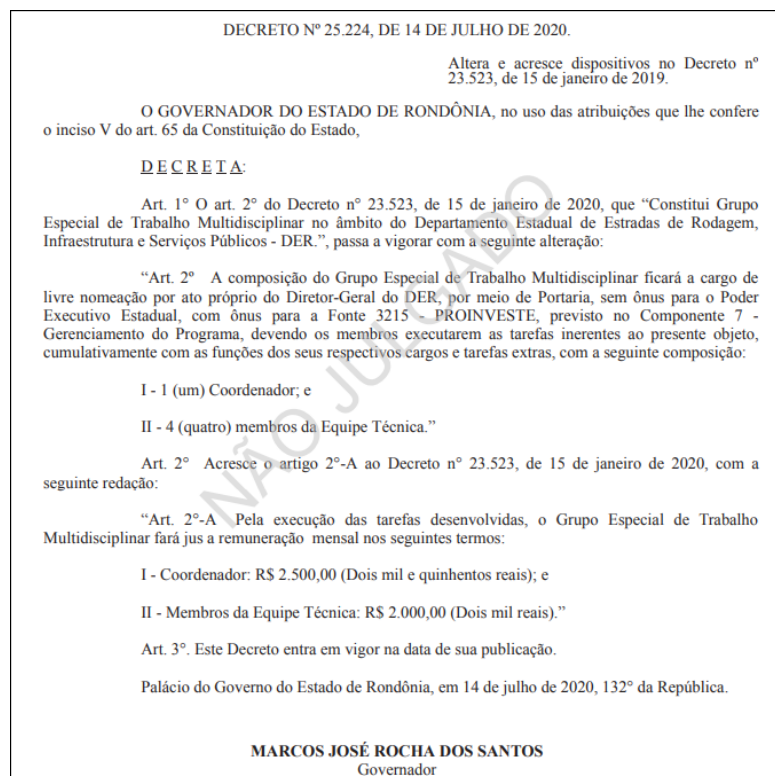 DECRETO Nº 25.224, DE 14 DE JULHO DE 2020.
Altera e acresce dispositivos no Decreto nº
23.523, de 15 de janeiro de 2019.
O GOVERNADOR DO ESTADO DE RONDÔNIA, no uso das atribuições que lhe confere
o inciso V do art. 65 da Constituição do Estado,
D E C R E T A:
Art. 1° O art. 2° do Decreto n° 23.523, de 15 de janeiro de 2020, que “Constitui Grupo
Especial de Trabalho Multidisciplinar no âmbito do Departamento Estadual de Estradas de Rodagem,
Infraestrutura e Serviços Públicos - DER.”, passa a vigorar com a seguinte alteração:
“Art. 2º A composição do Grupo Especial de Trabalho Multidisciplinar ficará a cargo de
livre nomeação por ato próprio do Diretor-Geral do DER, por meio de Portaria, sem ônus para o Poder
Executivo Estadual, com ônus para a Fonte 3215 - PROINVESTE, previsto no Componente 7 -
Gerenciamento do Programa, devendo os membros executarem as tarefas inerentes ao presente objeto,
cumulativamente com as funções dos seus respectivos cargos e tarefas extras, com a seguinte composição:
I - 1 (um) Coordenador; e
II - 4 (quatro) membros da Equipe Técnica.”
Art. 2° Acresce o artigo 2°-A ao Decreto n° 23.523, de 15 de janeiro de 2020, com a
seguinte redação:
“Art. 2°-A Pela execução das tarefas desenvolvidas, o Grupo Especial de Trabalho
Multidisciplinar fará jus a remuneração mensal nos seguintes termos:
I - Coordenador: R$ 2.500,00 (Dois mil e quinhentos reais); e
II - Membros da Equipe Técnica: R$ 2.000,00 (Dois mil reais).”
Art. 3°. Este Decreto entra em vigor na data de sua publicação.
Palácio do Governo do Estado de Rondônia, em 14 de julho de 2020, 132° da República.
MARCOS JOSÉ ROCHA DOS SANTOS
Governador
NÃO JULGADO